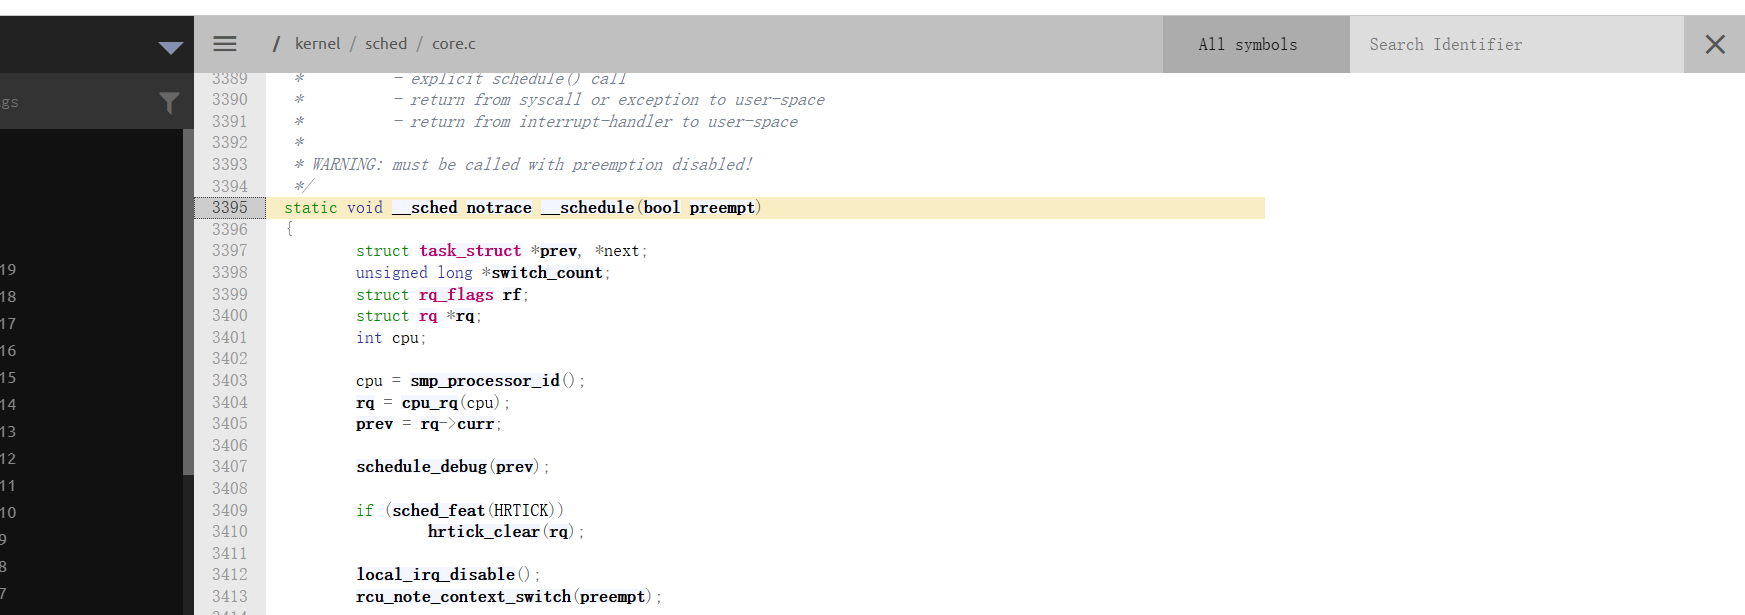 / kernel / sched / core.c
All symbols
Search Identifier
gs
19
18
17
16
15
14
13
12
11
10
9
8
7
3389 * - explicit schedule() call
3390 * - return from syscall or exception to user-space
3391 * - return from interrupt-handler to user-space
3392 *
3393 * WARNING: must be called with preemption disabled!
3394 */
3395 static void __sched notrace __schedule(bool preempt)
3396 {
3397 struct task_struct *prev, *next;
3398 unsigned long *switch_count;
3399 struct rq_flags rf;
3400 struct rq *rq;
3401 int cpu;
3402
3403 cpu = smp_processor_id();
3404 rq = cpu_rq(cpu);
3405 prev = rq->curr;
3406
3407 schedule_debug(prev);
3408
3409 if (sched_feat(HRTICK))
3410 hrtick_clear(rq);
3411
3412 local_irq_disable();
3413 rcu_note_context_switch(preempt);